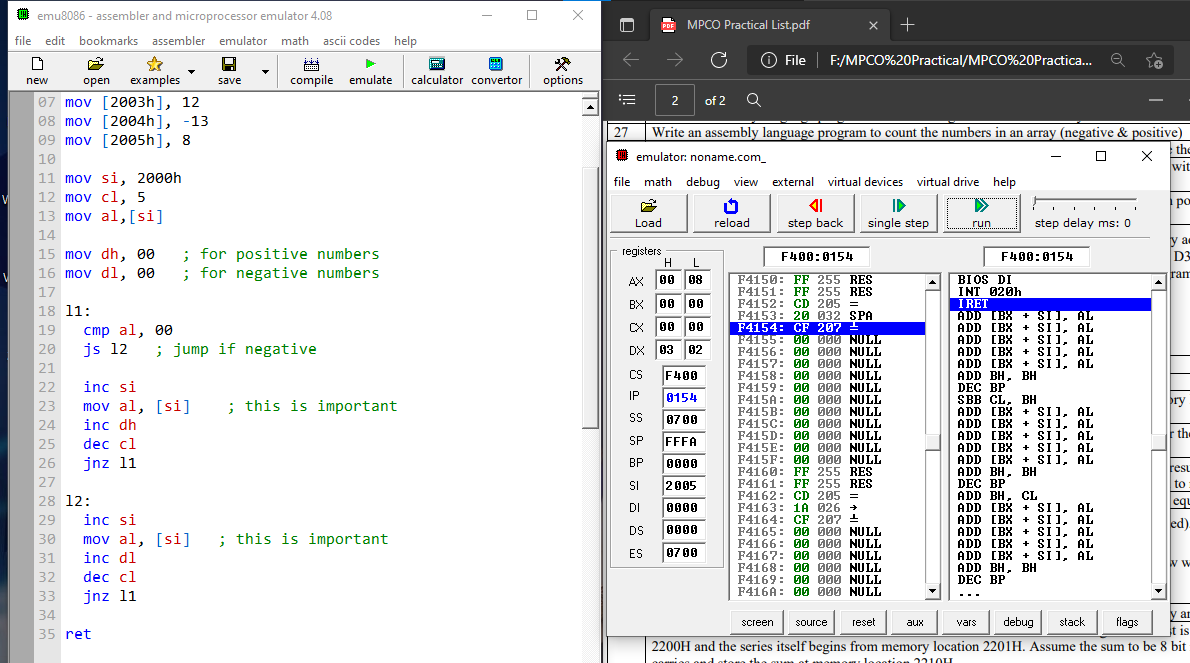 emu8086 - assembler and microprocessor emulator 4.08
file edit bookmarks assembler emulator math ascii codes help
new open examples save compile emulate calculator convertor options
07 mov [2003h], 12
08 mov [2004h], -13
09 mov [2005h], 8
10
11 mov si, 2000h
12 mov cl, 5
13 mov al,[si]
14
15 mov dh, 00 ; for positive numbers
16 mov dl, 00 ; for negative numbers
17
18 l1:
19 cmp al, 00
20 js l2 ; jump if negative
21
22 inc si
23 mov al, [si] ; this is important
24 inc dh
25 dec cl
26 jnz l1
27
28 l2:
29 inc si
30 mov al, [si] ; this is important
31 inc dl
32 dec cl
33 jnz l1
34
35 ret
MPCO Practical List.pdf
File F:/MPCO%20Practical/MPCO%20Practica...
2 of 2
27 Write an assembly language program to count the numbers in an array (negative & positive)
emulator: noname.com_
file math debug view external virtual devices virtual drive help
Load reload step back single step run step delay ms: 0
registers
H L
AX 00 08
BX 00 00
CX 00 00
DX 03 02
CS F400
IP 0154
SS 0700
SP FFFA
BP 0000
SI 2005
DI 0000
DS 0000
ES 0700
F400:0154
F4150: FF 255 RES
F4151: FF 255 RES
F4152: CD 205 =
F4153: 20 032 SPA
F4154: CF 207 ╧
F4155: 00 000 NULL
F4156: 00 000 NULL
F4157: 00 000 NULL
F4158: 00 000 NULL
F4159: 00 000 NULL
F415A: 00 000 NULL
F415B: 00 000 NULL
F415C: 00 000 NULL
F415D: 00 000 NULL
F415E: 00 000 NULL
F415F: 00 000 NULL
F4160: FF 255 RES
F4161: FF 255 RES
F4162: CD 205 =
F4163: 1A 026 →
F4164: CF 207 ╧
F4165: 00 000 NULL
F4166: 00 000 NULL
F4167: 00 000 NULL
F4168: 00 000 NULL
F4169: 00 000 NULL
F416A: 00 000 NULL
F400:0154
BIOS DI
INT 020h
IRET
ADD [BX + SI], AL
ADD [BX + SI], AL
ADD [BX + SI], AL
ADD [BX + SI], AL
ADD [BX + SI], AL
ADD BH, BH
DEC BP
SBB CL, BH
ADD [BX + SI], AL
ADD [BX + SI], AL
ADD [BX + SI], AL
ADD [BX + SI], AL
ADD [BX + SI], AL
ADD BH, BH
DEC BP
ADD BH, CL
ADD [BX + SI], AL
ADD [BX + SI], AL
ADD [BX + SI], AL
ADD [BX + SI], AL
ADD [BX + SI], AL
ADD BH, BH
DEC BP
...
screen source reset aux vars debug stack flags
2200H and the series itself begins from memory location 2201H. Assume the sum to be 8 bit